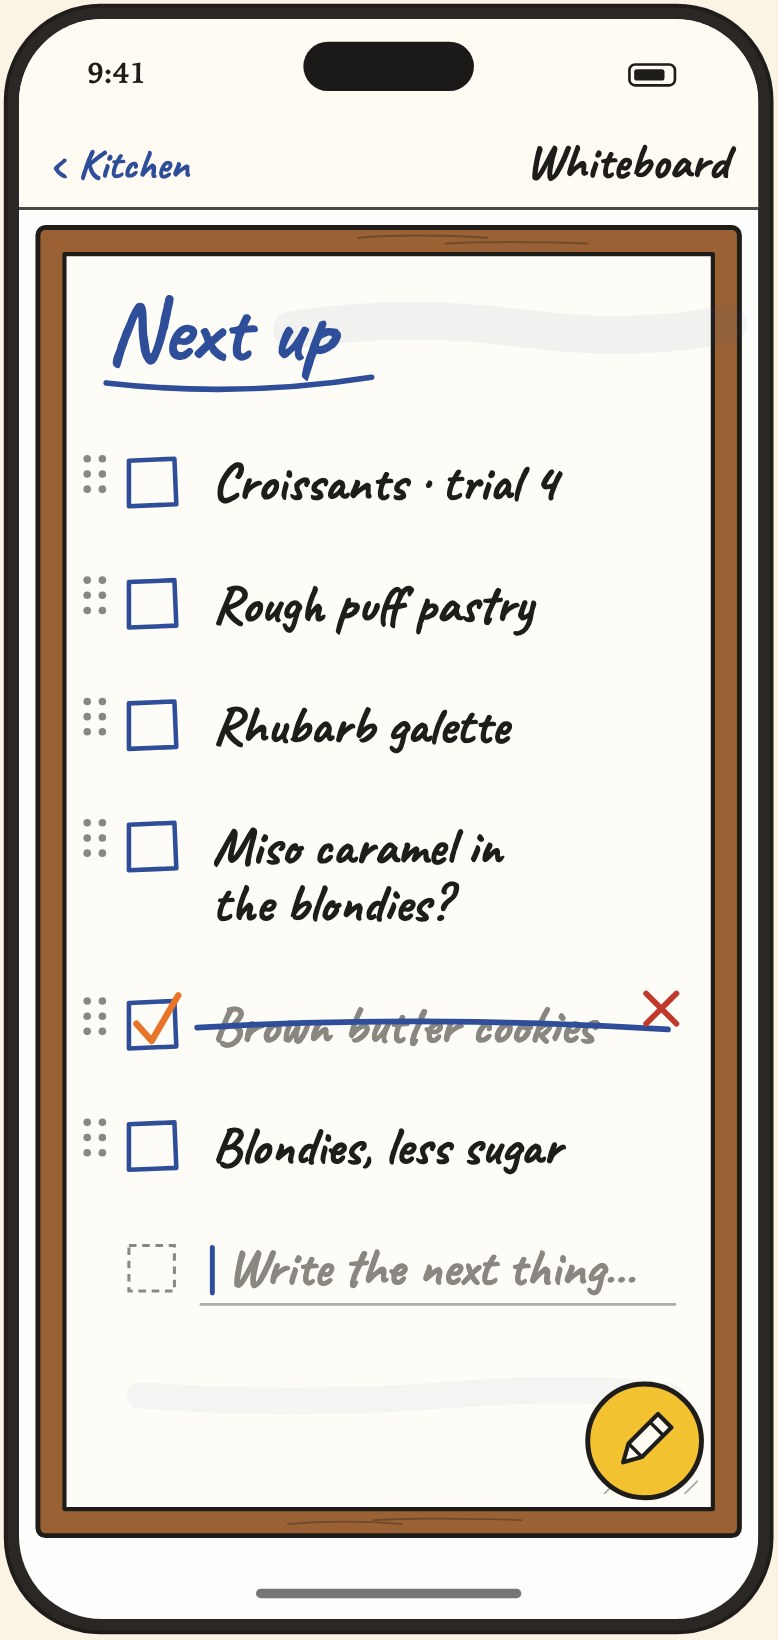 9:41
< Kitchen
Whiteboard
Next up
Croissants · trial 4
Rough puff pastry
Rhubarb galette
Miso caramel in
the blondies?
Brown butter cookies
Blondies, less sugar
Write the next thing...